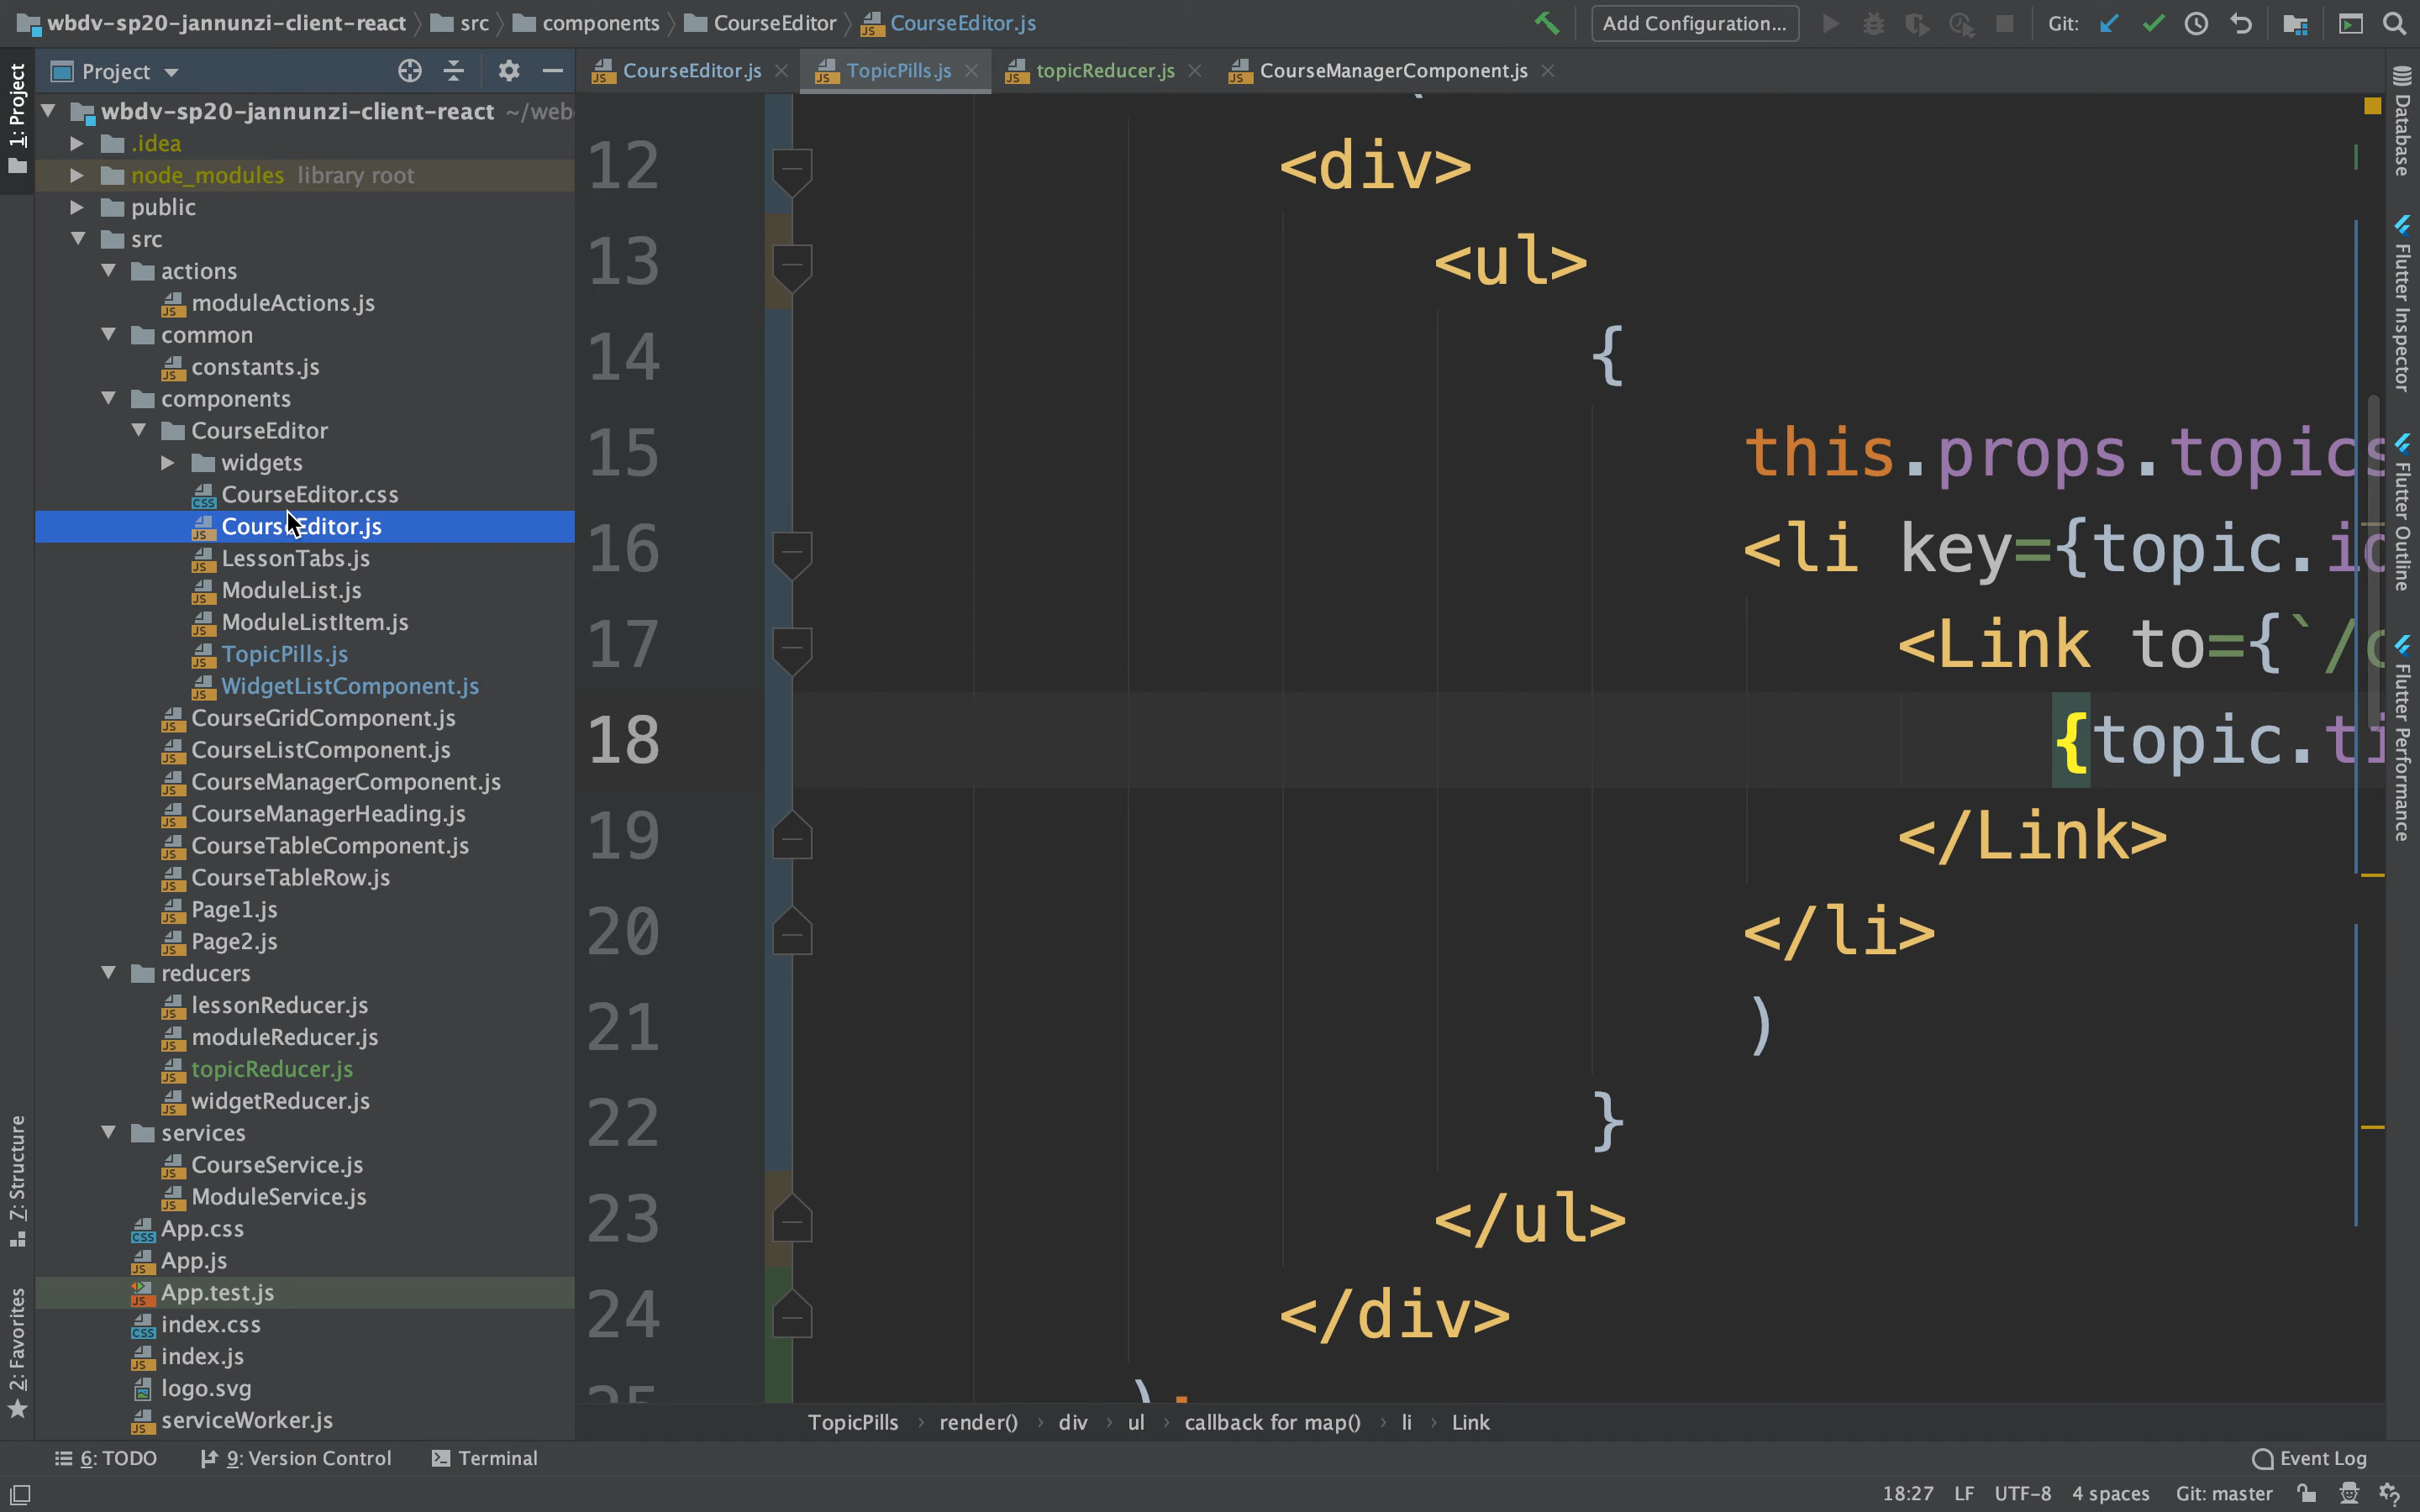 wbdv-sp20-jannunzi-client-react src components CourseEditor CourseEditor.js Add Configuration... Git:
1: Project
Project
CourseEditor.js TopicPills.js topicReducer.js CourseManagerComponent.js
wbdv-sp20-jannunzi-client-react ~/web
.idea
node_modules library root
public
src
actions
moduleActions.js
common
constants.js
components
CourseEditor
widgets
CourseEditor.css
CourseEditor.js
LessonTabs.js
ModuleList.js
ModuleListItem.js
TopicPills.js
WidgetListComponent.js
CourseGridComponent.js
CourseListComponent.js
CourseManagerComponent.js
CourseManagerHeading.js
CourseTableComponent.js
CourseTableRow.js
Page1.js
Page2.js
reducers
lessonReducer.js
moduleReducer.js
topicReducer.js
widgetReducer.js
services
CourseService.js
ModuleService.js
App.css
App.js
App.test.js
index.css
index.js
logo.svg
serviceWorker.js
Z: Structure
2: Favorites
12 <div>
13 <ul>
14 {
15 this.props.topics
16 <li key={topic.id
17 <Link to={`/c
18 {topic.ti
19 </Link>
20 </li>
21 )
22 }
23 </ul>
24 </div>
25 );
Database
Flutter Inspector
Flutter Outline
Flutter Performance
TopicPills render() div ul callback for map() li Link
6: TODO 9: Version Control Terminal Event Log
18:27 LF UTF-8 4 spaces Git: master